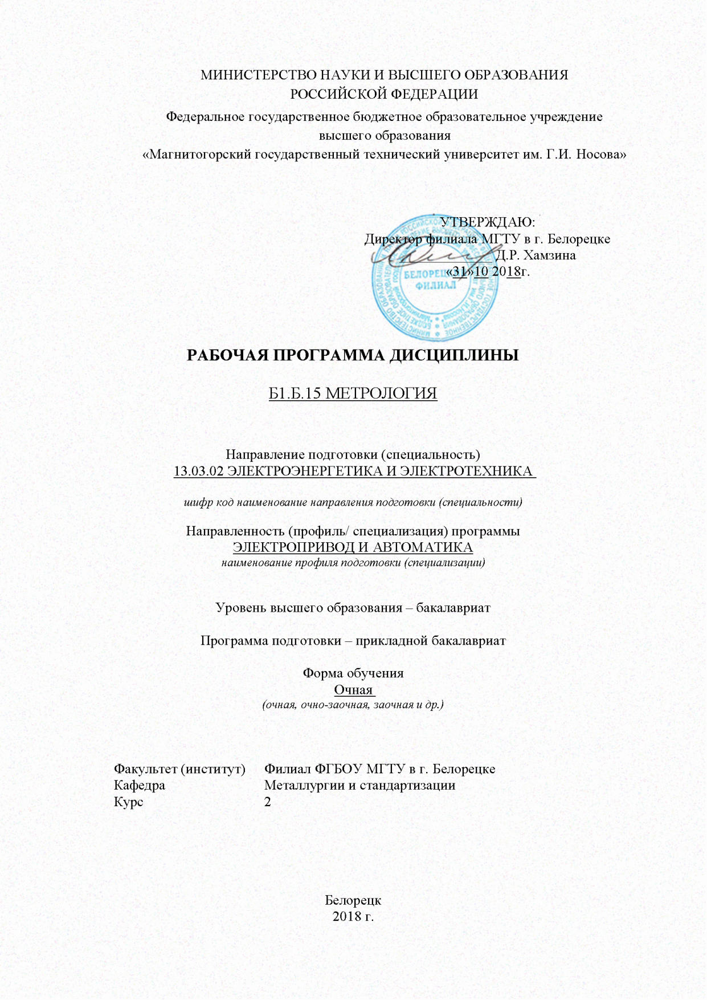 МИНИСТЕРСТВО НАУКИ И ВЫСШЕГО ОБРАЗОВАНИЯ
РОССИЙСКОЙ ФЕДЕРАЦИИ
Федеральное государственное бюджетное образовательное учреждение
высшего образования
«Магнитогорский государственный технический университет им. Г.И. Носова»
УТВЕРЖДАЮ:
Директор филиала МГТУ в г. Белорецке
Д.Р. Хамзина
«31»10 2018г.
БЕЛОРЕЦ
ФИЛИАЛ
РАБОЧАЯ ПРОГРАММА ДИСЦИПЛИНЫ
Б1.Б.15 МЕТРОЛОГИЯ
Направление подготовки (специальность)
13.03.02 ЭЛЕКТРОЭНЕРГЕТИКА И ЭЛЕКТРОТЕХНИКА
шифр код наименование направления подготовки (специальности)
Направленность (профиль/ специализация) программы
ЭЛЕКТРОПРИВОД И АВТОМАТИКА
наименование профиля подготовки (специализации)
Уровень высшего образования – бакалавриат
Программа подготовки – прикладной бакалавриат
Форма обучения
Очная
(очная, очно-заочная, заочная и др.)
Факультет (институт) Филиал ФГБОУ МГТУ в г. Белорецке
Кафедра Металлургии и стандартизации
Курс 2
Белорецк
2018 г.